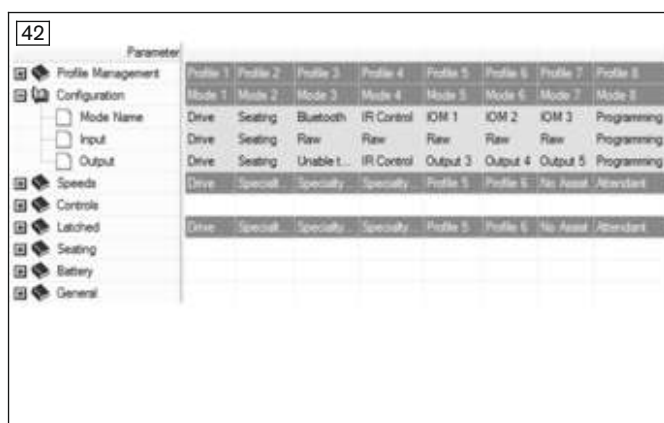 42
Parameter
Profile Management Profile 1 Profile 2 Profile 3 Profile 4 Profile 5 Profile 6 Profile 7 Profile 8
Configuration Mode 1 Mode 2 Mode 3 Mode 4 Mode 5 Mode 6 Mode 7 Mode 8
Mode Name Drive Seating Bluetooth IR Control IOM 1 IOM 2 IOM 3 Programming
Input Drive Seating Raw Raw Raw Raw Raw Programming
Output Drive Seating Unable t... IR Control Output 3 Output 4 Output 5 Programming
Speeds Drive Specialt... Specialty... Specialty... Profile 5 Profile 6 No Assist Attendant
Controls
Latched Drive Specialt... Specialty... Specialty... Profile 5 Profile 6 No Assist Attendant
Seating
Battery
General